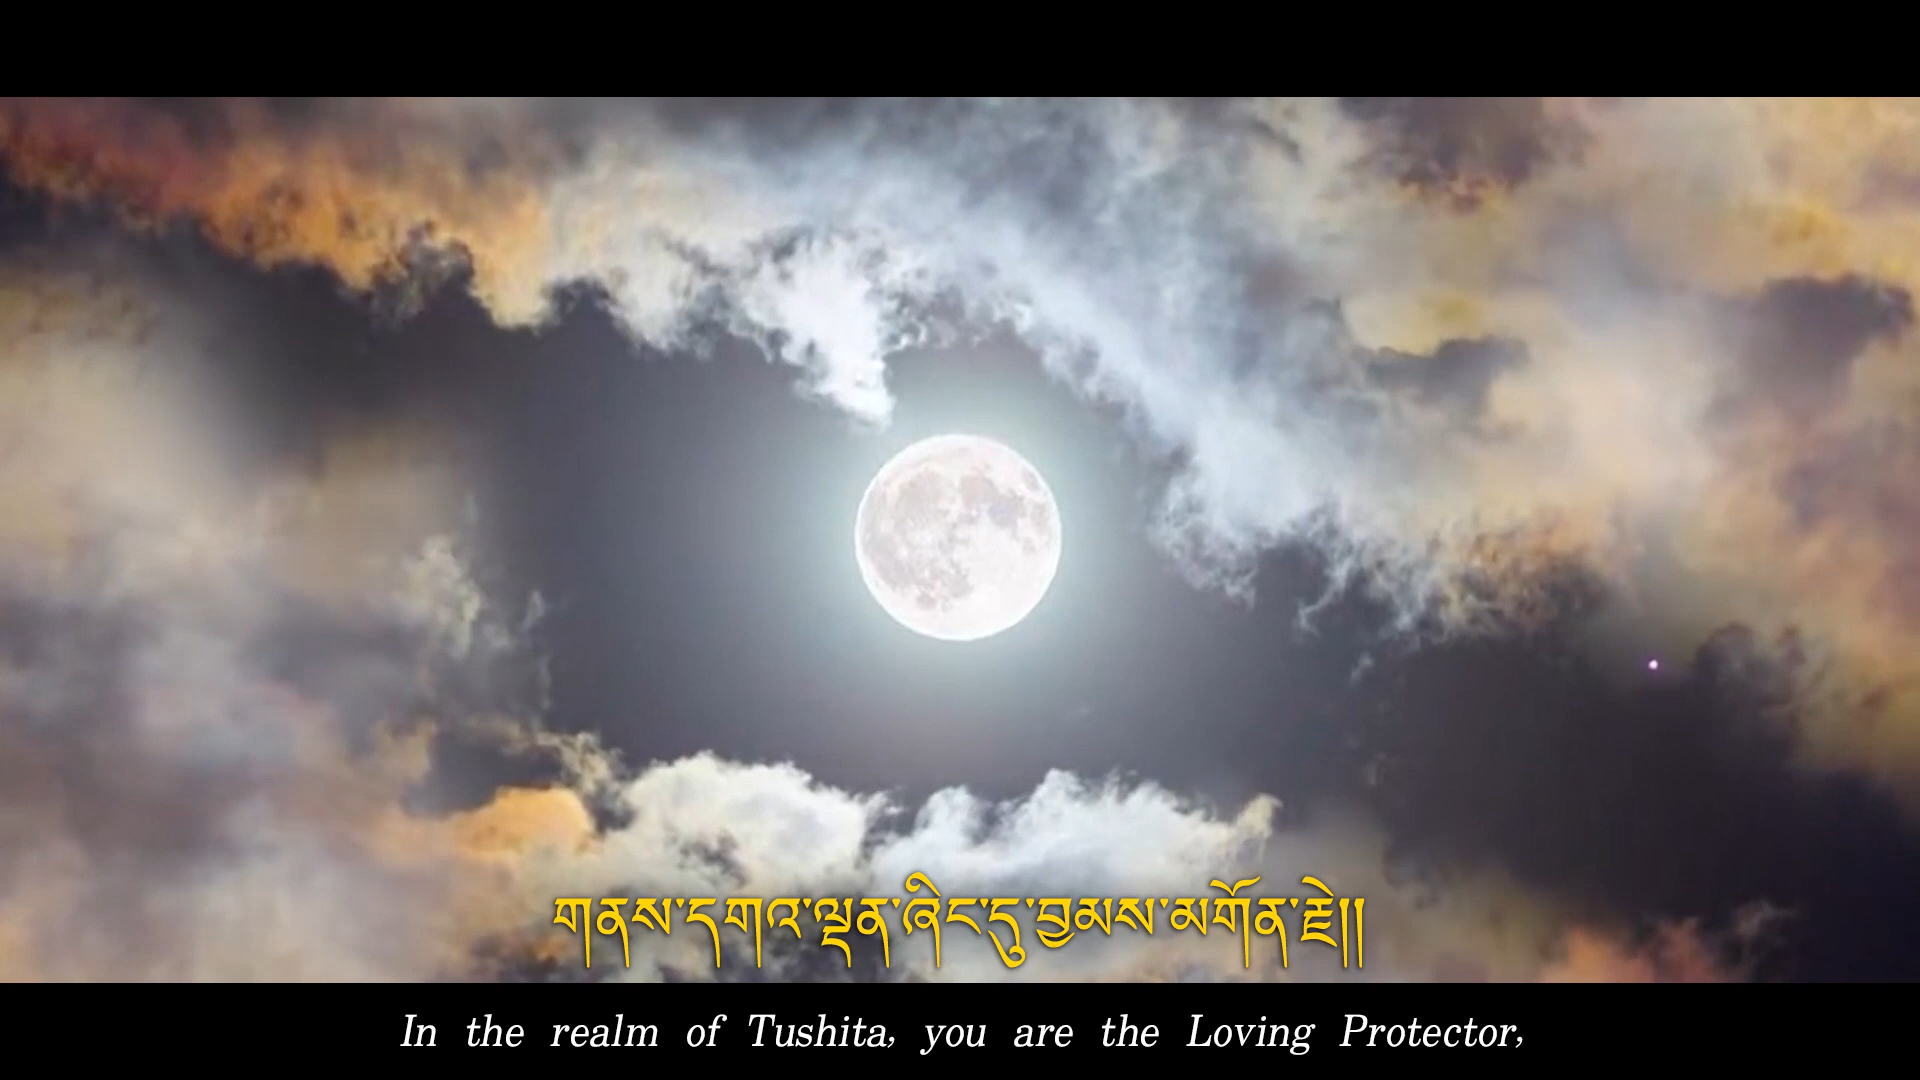 གནས་དགའ་ལྡན་ཞིང་དུ་བྱམས་མགོན་རྗེ།།
In the realm of Tushita, you are the Loving Protector,